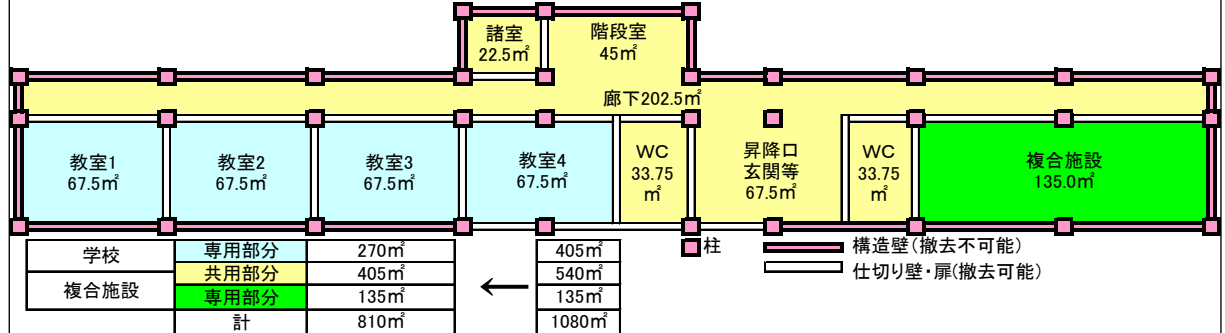 諸室
22.5㎡
階段室
45㎡
廊下202.5㎡
教室1
67.5㎡
教室2
67.5㎡
教室3
67.5㎡
教室4
67.5㎡
WC
33.75
㎡
昇降口
玄関等
67.5㎡
WC
33.75
㎡
複合施設
135.0㎡
学校 専用部分 270㎡ 405㎡
共用部分 405㎡ ← 540㎡
複合施設 専用部分 135㎡ 135㎡
計 810㎡ 1080㎡
柱
構造壁(撤去不可能)
仕切り壁・扉(撤去可能)